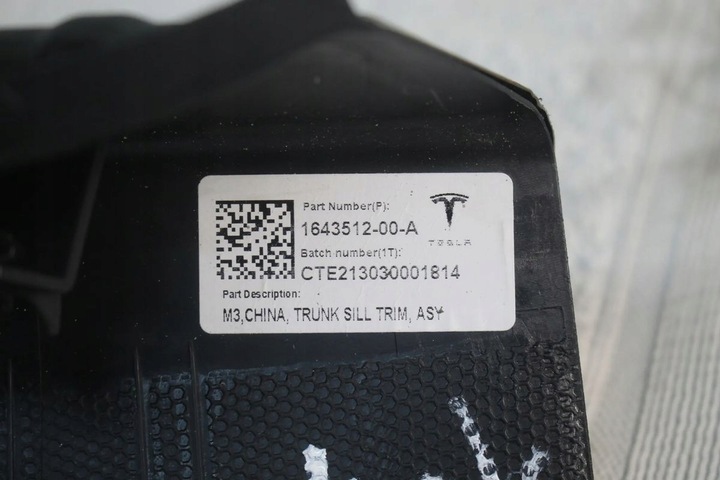 Part Number(P):
1643512-00-A
TESLA
Batch number(1T):
CTE213030001814
Part Description:
M3,CHINA, TRUNK SILL TRIM, ASY